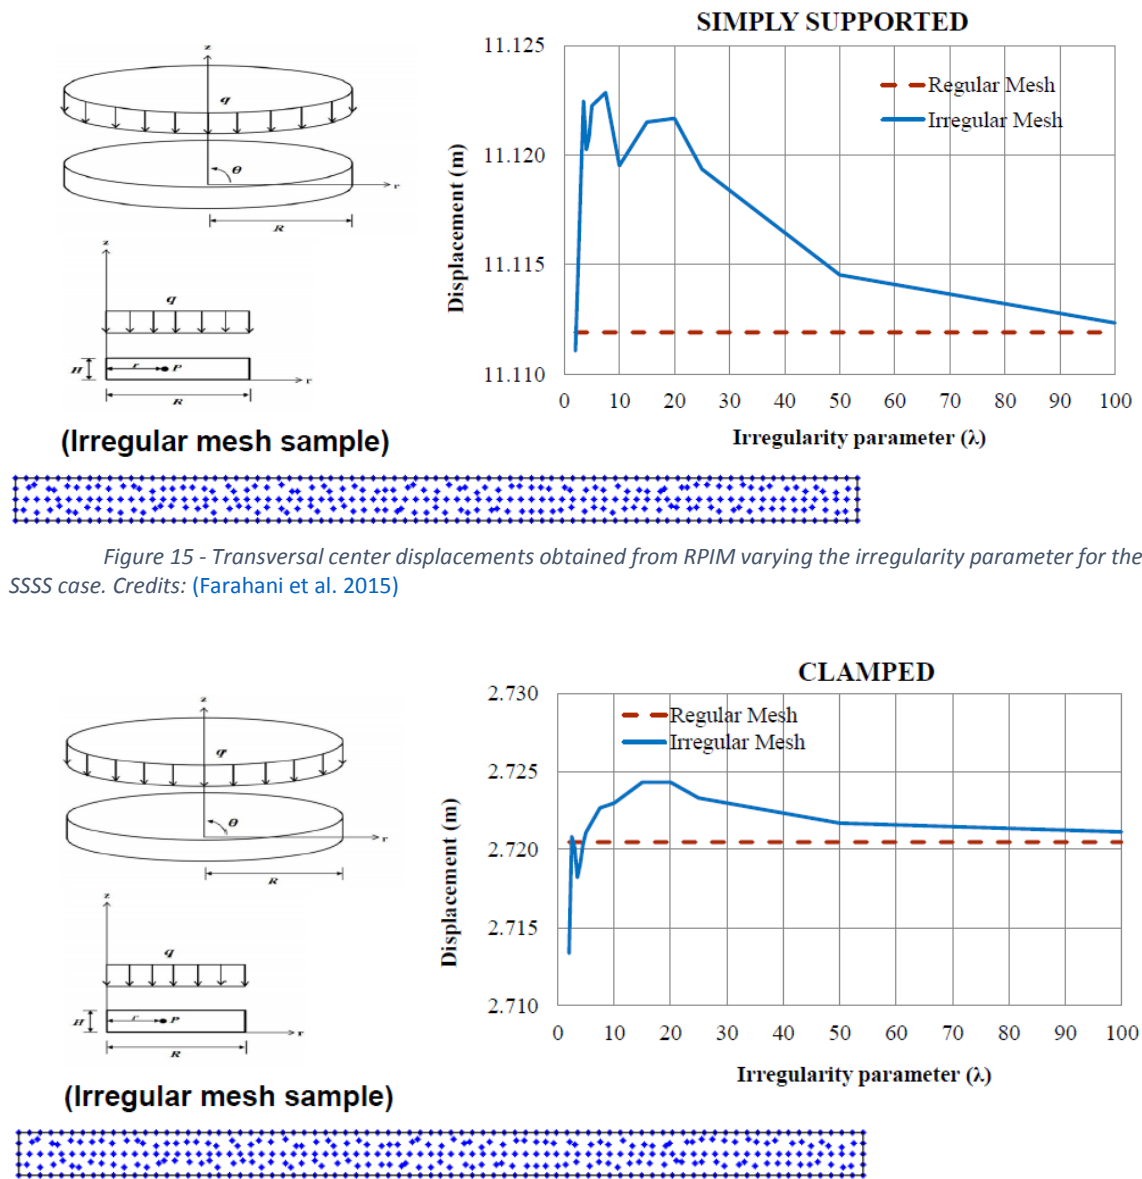 SIMPLY SUPPORTED
z
q
θ
r
R
z
q
H
r
P
r
R
11.125
11.120
11.115
11.110
Displacement (m)
Regular Mesh
Irregular Mesh
0 10 20 30 40 50 60 70 80 90 100
Irregularity parameter (λ)
(Irregular mesh sample)
Figure 15 - Transversal center displacements obtained from RPIM varying the irregularity parameter for the
SSSS case. Credits: (Farahani et al. 2015)
CLAMPED
z
q
θ
r
R
z
q
H
r
P
r
R
2.730
2.725
2.720
2.715
2.710
Displacement (m)
Regular Mesh
Irregular Mesh
0 10 20 30 40 50 60 70 80 90 100
Irregularity parameter (λ)
(Irregular mesh sample)